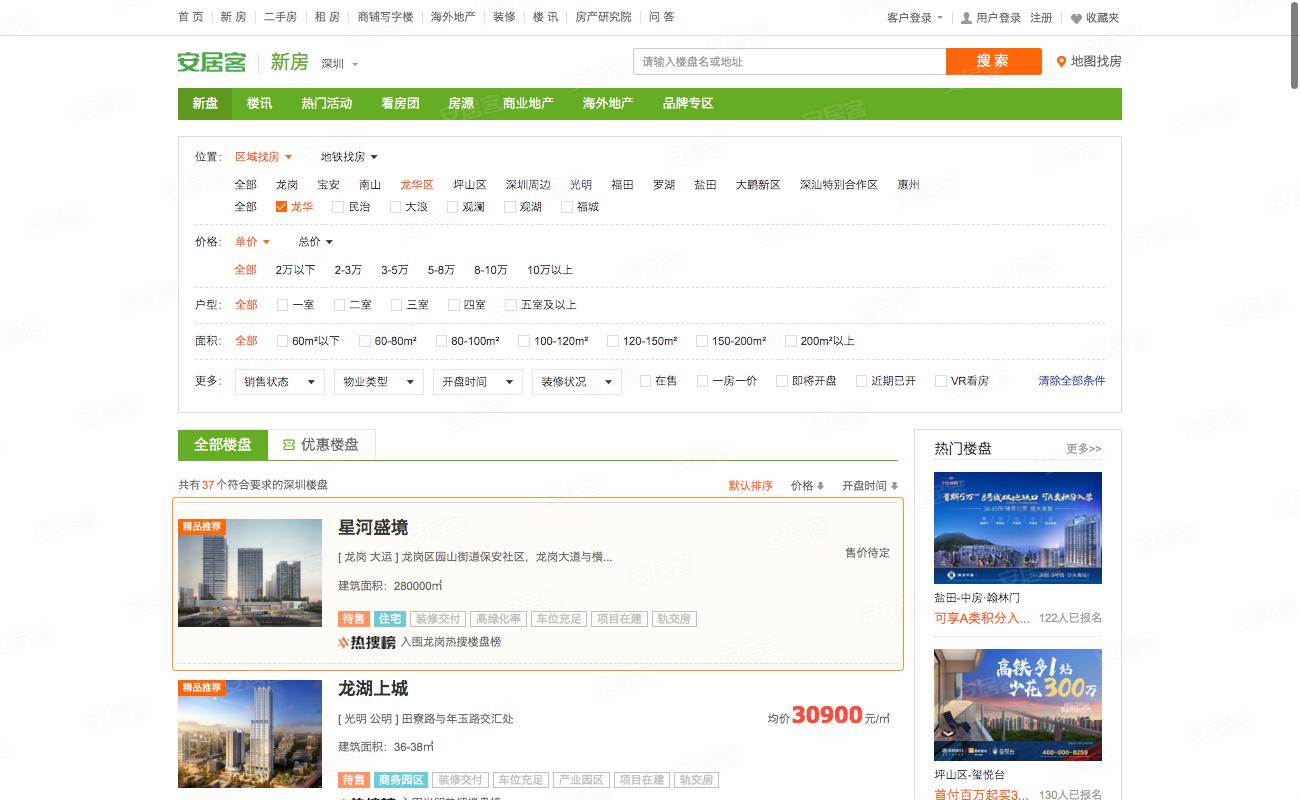 首 页 新 房 二手房 租 房 商铺写字楼 海外地产 装修 楼 讯 房产研究院 问 答 客户登录 用户登录 注册 收藏夹
安居客 新房 深圳 请输入楼盘名或地址 搜 索 地图找房
新盘 楼讯 热门活动 看房团 房源 商业地产 海外地产 品牌专区
位置： 区域找房 地铁找房
全部 龙岗 宝安 南山 龙华区 坪山区 深圳周边 光明 福田 罗湖 盐田 大鹏新区 深汕特别合作区 惠州
全部 龙华 民治 大浪 观澜 观湖 福城
价格： 单价 总价
全部 2万以下 2-3万 3-5万 5-8万 8-10万 10万以上
户型： 全部 一室 二室 三室 四室 五室及以上
面积： 全部 60m²以下 60-80m² 80-100m² 100-120m² 120-150m² 150-200m² 200m²以上
更多： 销售状态 物业类型 开盘时间 装修状况 在售 一房一价 即将开盘 近期已开 VR看房 清除全部条件
全部楼盘 优惠楼盘
共有37个符合要求的深圳楼盘 默认排序 价格 开盘时间
精品推荐
星河盛境
[ 龙岗 大运 ] 龙岗区园山街道保安社区，龙岗大道与横...
售价待定
建筑面积：280000㎡
待售 住宅 装修交付 高绿化率 车位充足 项目在建 轨交房
热搜榜 入围龙岗热搜楼盘榜
精品推荐
龙湖上城
[ 光明 公明 ] 田寮路与年玉路交汇处
均价30900元/㎡
建筑面积：36-38㎡
待售 商务园区 装修交付 车位充足 产业园区 项目在建 轨交房
热门楼盘 更多>>
盐田-中房·翰林门
可享A类积分入... 122人已报名
高铁多1站
少花300万
400-000-8259
坪山区-玺悦台
首付百万起买3... 130人已报名